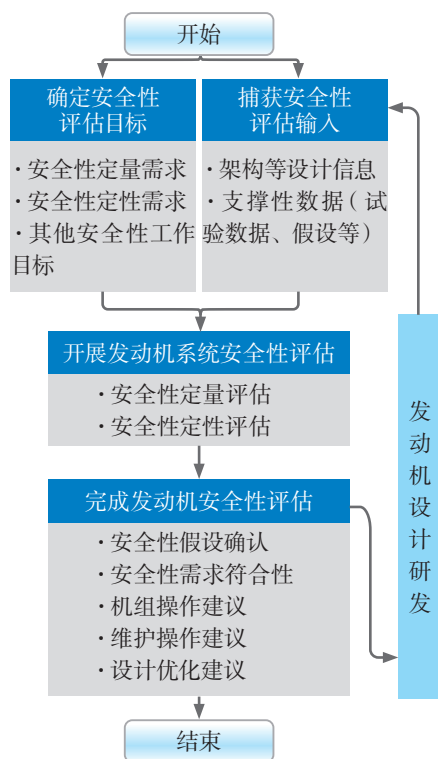 开始
确定安全性
评估目标
·安全性定量需求
·安全性定性需求
·其他安全性工作
目标
捕获安全性
评估输入
·架构等设计信息
·支撑性数据（试
验数据、假设等）
开展发动机系统安全性评估
·安全性定量评估
·安全性定性评估
完成发动机安全性评估
·安全性假设确认
·安全性需求符合性
·机组操作建议
·维护操作建议
·设计优化建议
结束
发动机设计研发